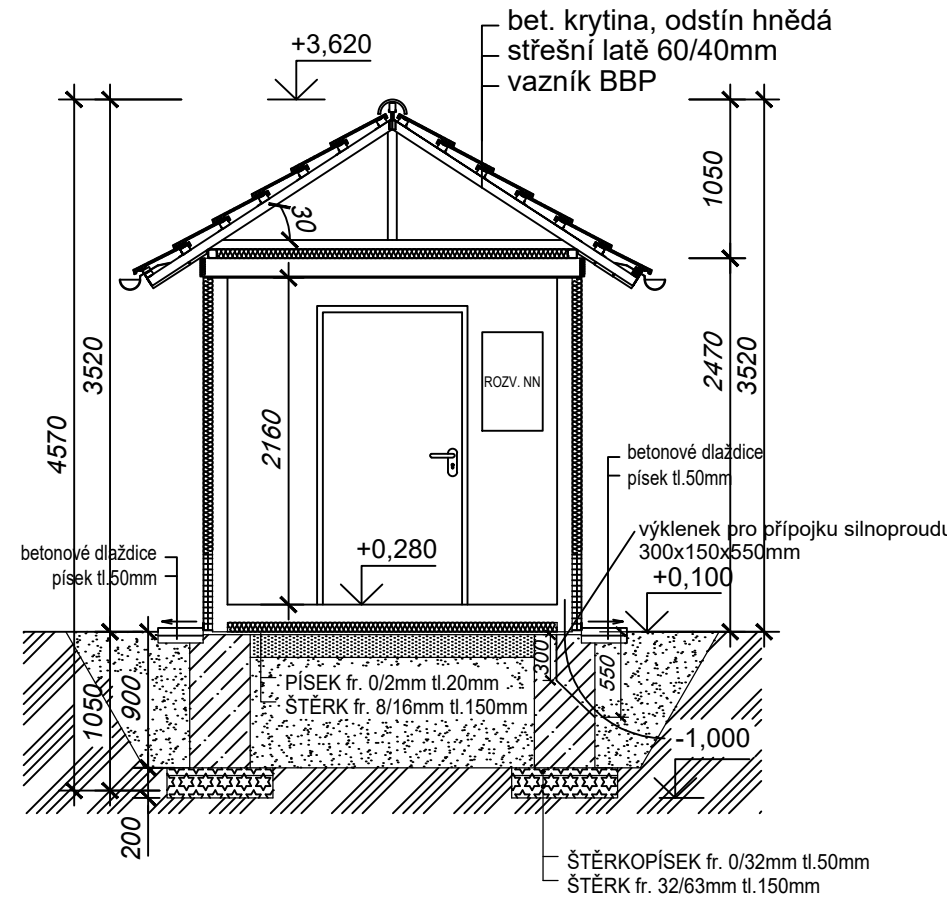 bet. krytina, odstín hnědá
střešní latě 60/40mm
vazník BBP
+3,620
1050
30
3520
4570
2470
3520
2160
ROZV. NN
betonové dlaždice
písek tl.50mm
výklenek pro přípojku silnoproudu
300x150x550mm
+0,280
+0,100
betonové dlaždice
písek tl.50mm
300
550
PÍSEK fr. 0/2mm tl.20mm
ŠTĚRK fr. 8/16mm tl.150mm
1050
900
-1,000
200
ŠTĚRKOPÍSEK fr. 0/32mm tl.50mm
ŠTĚRK fr. 32/63mm tl.150mm